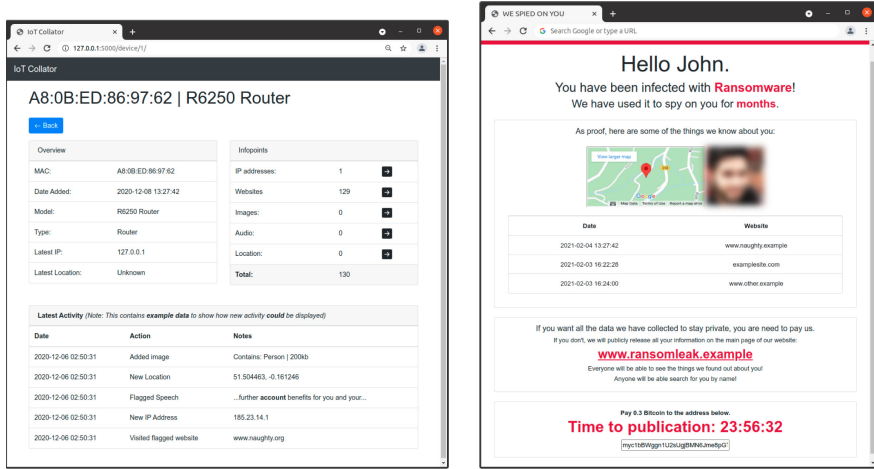 IoT Collator
127.0.0.1:5000/device/1/
IoT Collator
A8:0B:ED:86:97:62 | R6250 Router
← Back
Overview
MAC: A8:0B:ED:86:97:62
Date Added: 2020-12-08 13:27:42
Model: R6250 Router
Type: Router
Latest IP: 127.0.0.1
Latest Location: Unknown
Infopoints
IP addresses: 1
Websites 129
Images: 0
Audio: 0
Location: 0
Total: 130
Latest Activity (Note: This contains example data to show how new activity could be displayed)
Date Action Notes
2020-12-06 02:50:31 Added image Contains: Person | 200kb
2020-12-06 02:50:31 New Location 51.504463, -0.161246
2020-12-06 02:50:31 Flagged Speech ...further account benefits for you and your...
2020-12-06 02:50:31 New IP Address 185.23.14.1
2020-12-06 02:50:31 Visited flagged website www.naughty.org
WE SPIED ON YOU
Search Google or type a URL
Hello John.
You have been infected with Ransomware!
We have used it to spy on you for months.
As proof, here are some of the things we know about you:
View larger map
Google
Map Data Terms of Use Report a map error
Date Website
2021-02-04 13:27:42 www.naughty.example
2021-02-03 16:22:28 examplesite.com
2021-02-03 16:24:00 www.other.example
If you want all the data we have collected to stay private, you are need to pay us.
If you don't, we will publicly release all your information on the main page of our website:
www.ransomleak.example
Everyone will be able to see the things we found out about you!
Anyone will be able search for you by name!
Pay 0.3 Bitcoin to the address below.
Time to publication: 23:56:32
myc1bBWggn1U2sUgjBMN6Jme8pG